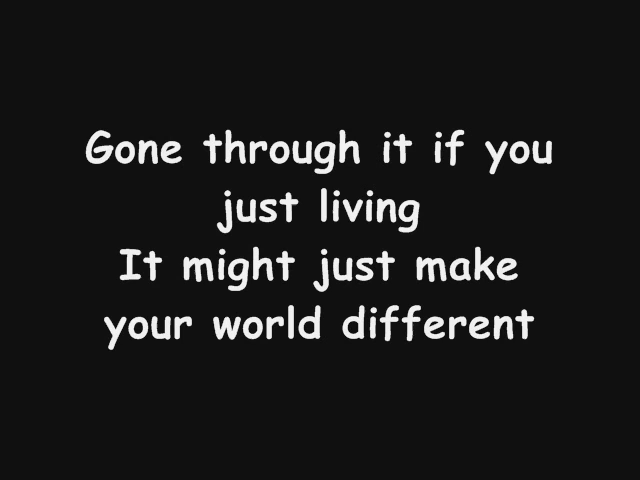 Gone through it if you
just living
It might just make
your world different